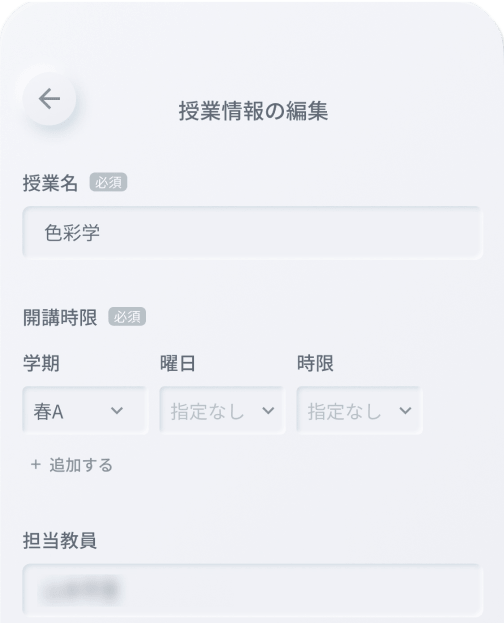 授業情報の編集
授業名 必須
色彩学
開講時限 必須
学期 曜日 時限
春A 指定なし 指定なし
+ 追加する
担当教員